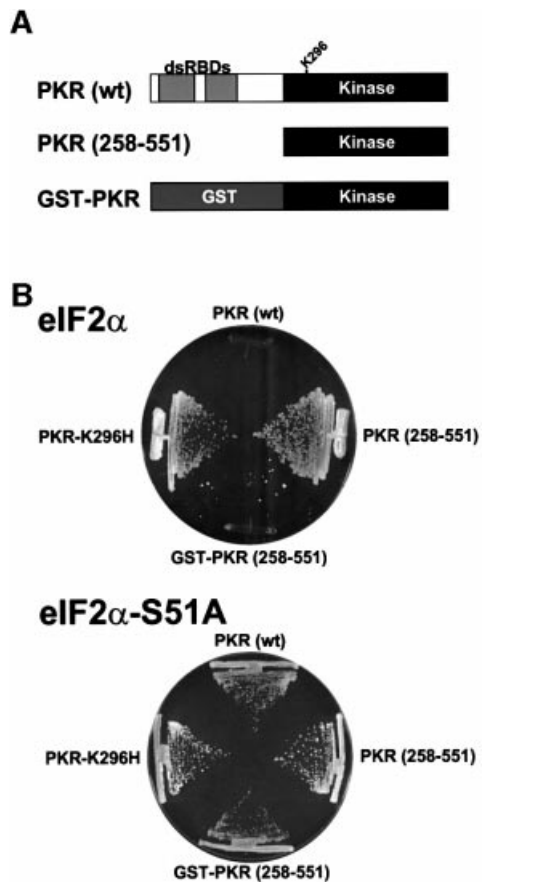 A
dsRBDs
K296
PKR (wt)
Kinase
PKR (258-551)
Kinase
GST-PKR
GST
Kinase
B
eIF2α
PKR (wt)
PKR-K296H
PKR (258-551)
GST-PKR (258-551)
eIF2α-S51A
PKR (wt)
PKR-K296H
PKR (258-551)
GST-PKR (258-551)